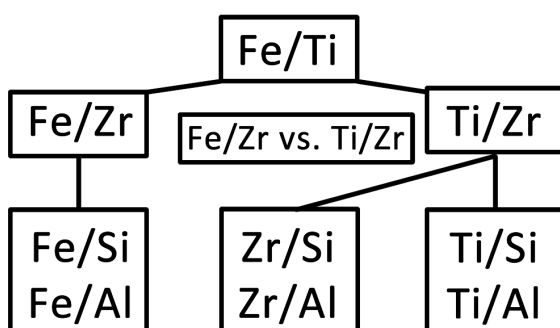 Fe/Ti
Fe/Zr
Fe/Zr vs. Ti/Zr
Ti/Zr
Fe/Si
Fe/Al
Zr/Si
Zr/Al
Ti/Si
Ti/Al